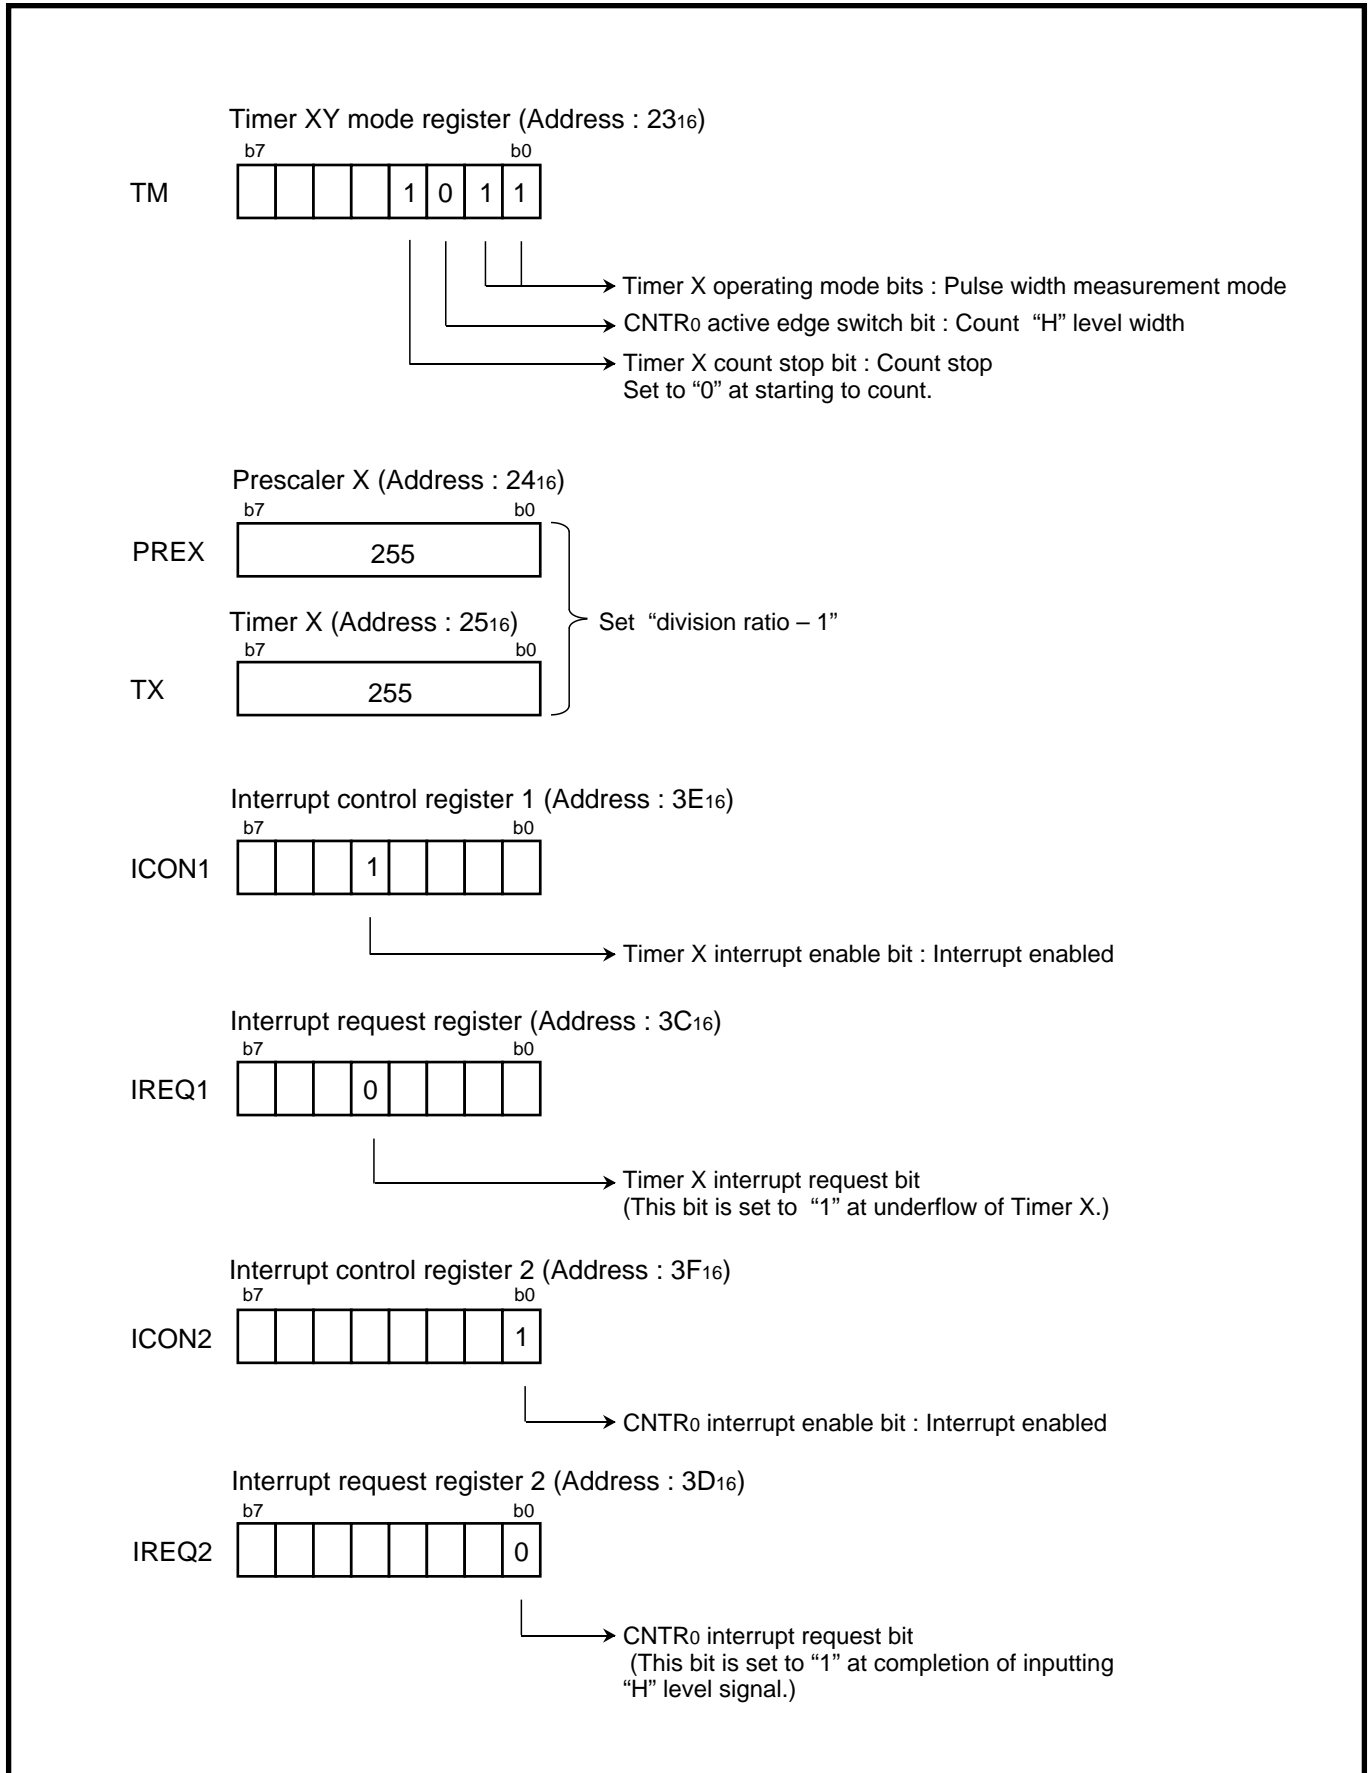 Timer XY mode register (Address : 2316)
b7 b0
TM 1 0 1 1
Timer X operating mode bits : Pulse width measurement mode
CNTR0 active edge switch bit : Count “H” level width
Timer X count stop bit : Count stop
Set to “0” at starting to count.
Prescaler X (Address : 2416)
b7 b0
PREX 255
Set “division ratio – 1”
Timer X (Address : 2516)
b7 b0
TX 255
Interrupt control register 1 (Address : 3E16)
b7 b0
ICON1 1
Timer X interrupt enable bit : Interrupt enabled
Interrupt request register (Address : 3C16)
b7 b0
IREQ1 0
Timer X interrupt request bit
(This bit is set to “1” at underflow of Timer X.)
Interrupt control register 2 (Address : 3F16)
b7 b0
ICON2 1
CNTR0 interrupt enable bit : Interrupt enabled
Interrupt request register 2 (Address : 3D16)
b7 b0
IREQ2 0
CNTR0 interrupt request bit
(This bit is set to “1” at completion of inputting
“H” level signal.)